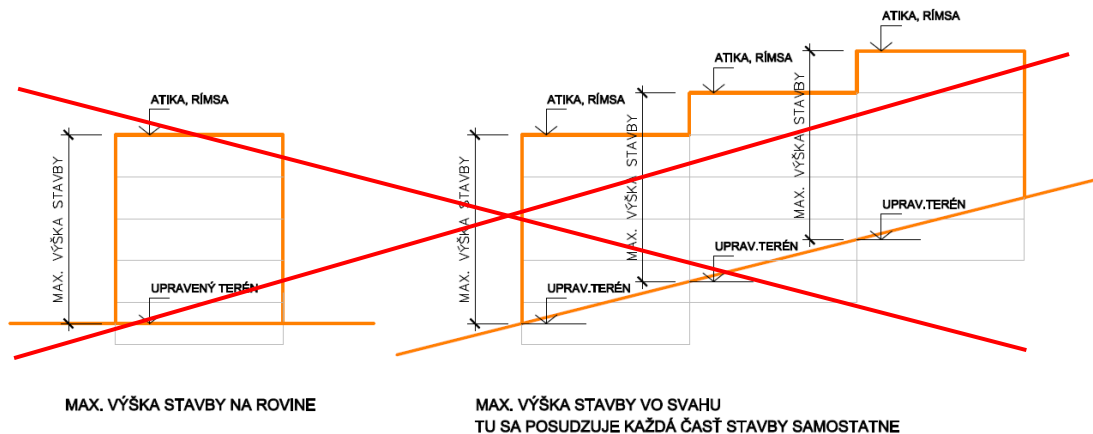 ATIKA, RÍMSA
MAX. VÝŠKA STAVBY
UPRAVENÝ TERÉN
MAX. VÝŠKA STAVBY NA ROVINE
ATIKA, RÍMSA
MAX. VÝŠKA STAVBY
UPRAV.TERÉN
ATIKA, RÍMSA
MAX. VÝŠKA STAVBY
UPRAV.TERÉN
ATIKA, RÍMSA
MAX. VÝŠKA STAVBY
UPRAV.TERÉN
MAX. VÝŠKA STAVBY VO SVAHU
TU SA POSUDZUJE KAŽDÁ ČASŤ STAVBY SAMOSTATNE